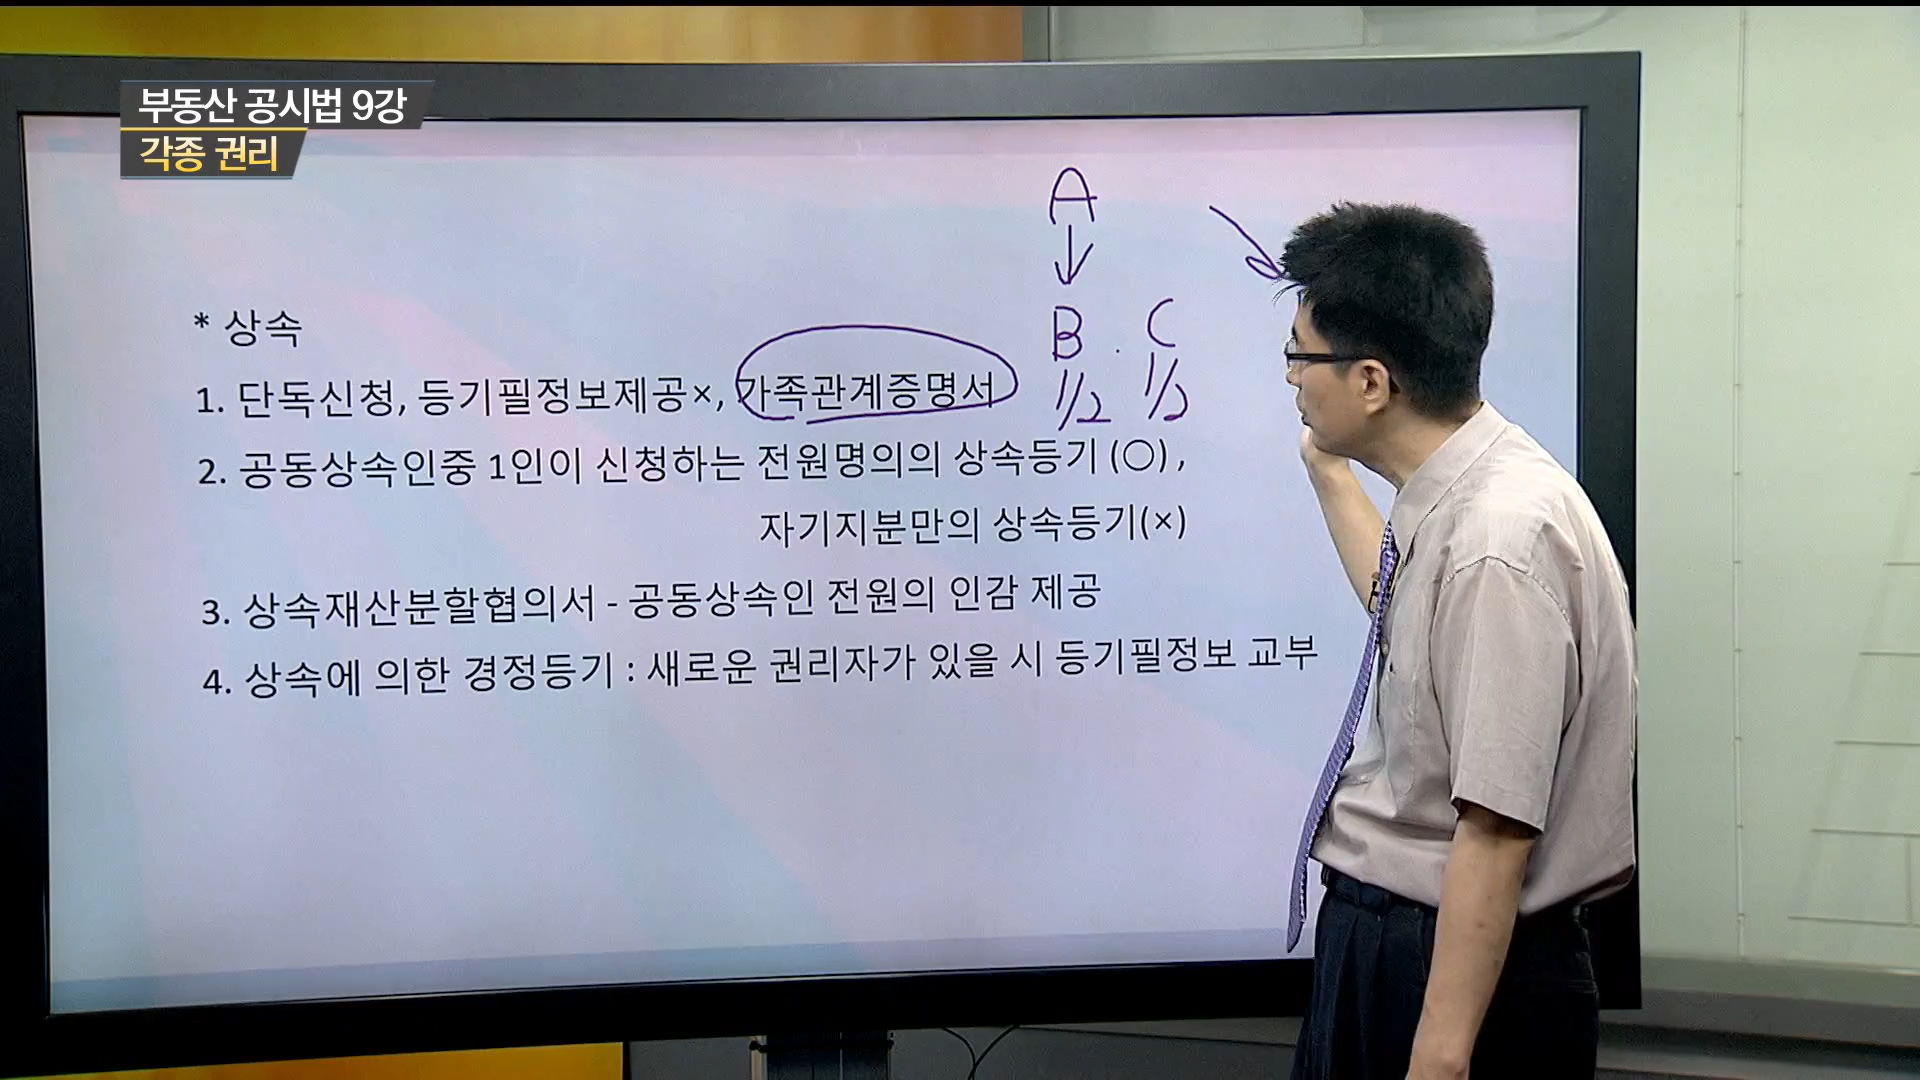 부동산 공시법 9강
각종 권리
A
↓
B . C
1/2 1/2
* 상속
1. 단독신청, 등기필정보제공×, 가족관계증명서
2. 공동상속인중 1인이 신청하는 전원명의의 상속등기 (○) ,
자기지분만의 상속등기(×)
3. 상속재산분할협의서 - 공동상속인 전원의 인감 제공
4. 상속에 의한 경정등기 : 새로운 권리자가 있을 시 등기필정보 교부